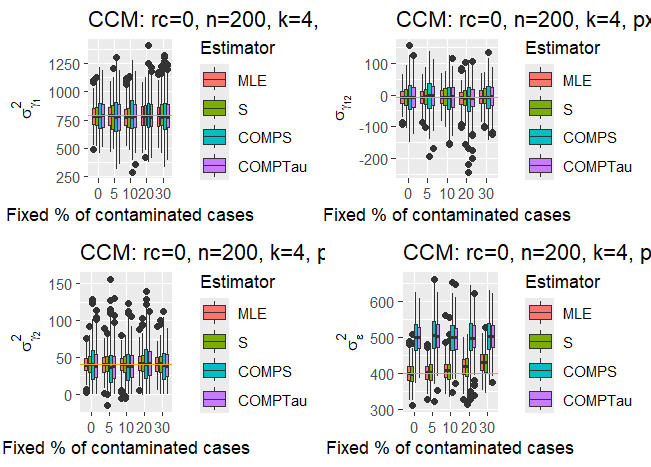 CCM: rc=0, n=200, k=4,
σ²γ1
1250
1000
750
500
250
0 5 10 20 30
Fixed % of contaminated cases
Estimator
MLE
S
COMPS
COMPTau
CCM: rc=0, n=200, k=4, px
σγ12
100
0
-100
-200
0 5 10 20 30
Fixed % of contaminated cases
Estimator
MLE
S
COMPS
COMPTau
CCM: rc=0, n=200, k=4, p
σ²γ2
150
100
50
0
0 5 10 20 30
Fixed % of contaminated cases
Estimator
MLE
S
COMPS
COMPTau
CCM: rc=0, n=200, k=4, p
σ²ε
600
500
400
300
0 5 10 20 30
Fixed % of contaminated cases
Estimator
MLE
S
COMPS
COMPTau